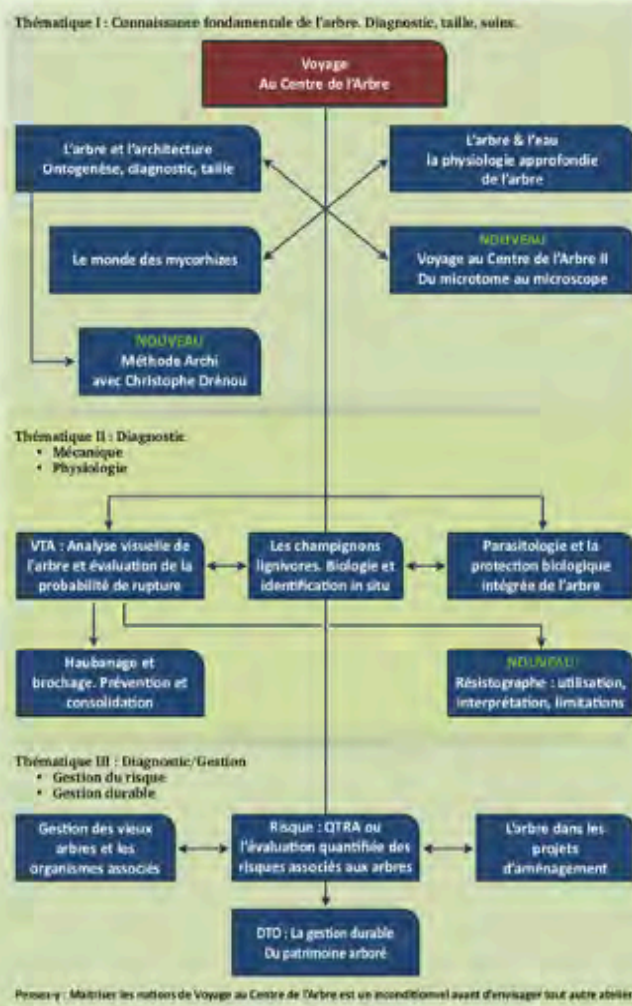 Thématique I : Connaissance fondamentale de l'arbre. Diagnostic, taille, soins.
Voyage
Au Centre de l'Arbre
L'arbre et l'architecture
Ontogenèse, diagnostic, taille
L'arbre & l'eau
la physiologie approfondie
de l'arbre
Le monde des mycorhizes
NOUVEAU
Voyage au Centre de l'Arbre II
Du microtome au microscope
NOUVEAU
Méthode Archi
avec Christophe Drénou
Thématique II : Diagnostic
• Mécanique
• Physiologie
VTA : Analyse visuelle de
l'arbre et évaluation de la
probabilité de rupture
Les champignons
lignivores. Biologie et
identification in situ
Parasitologie et la
protection biologique
intégrée de l'arbre
Haubanage et
brochage. Prévention et
consolidation
NOUVEAU
Résistographe : utilisation,
interprétation, limitations
Thématique III : Diagnostic/Gestion
• Gestion du risque
• Gestion durable
Gestion des vieux
arbres et les
organismes associés
Risque : QTRA ou
l'évaluation quantifiée des
risques associés aux arbres
L'arbre dans les
projets
d'aménagement
DTO : La gestion durable
Du patrimoine arboré
Pensez-y : Maîtriser les notions de Voyage au Centre de l'Arbre est un inconditionnel avant d'envisager tout autre atelier